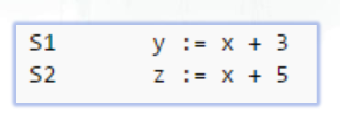 S1 y := x + 3
S2 z := x + 5